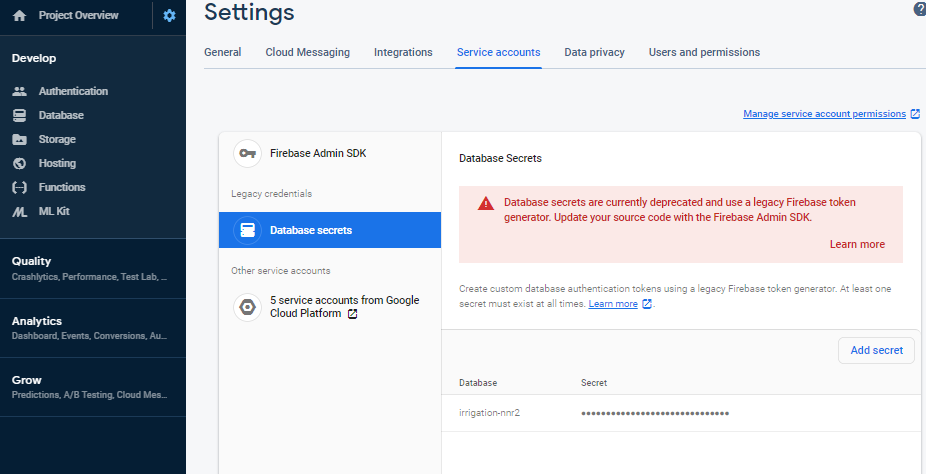 Project Overview
Develop
Authentication
Database
Storage
Hosting
Functions
ML Kit
Quality
Crashlytics, Performance, Test Lab, ...
Analytics
Dashboard, Events, Conversions, Au...
Grow
Predictions, A/B Testing, Cloud Mes...
Settings
General Cloud Messaging Integrations Service accounts Data privacy Users and permissions
Manage service account permissions
Firebase Admin SDK
Legacy credentials
Database secrets
Other service accounts
5 service accounts from Google
Cloud Platform
Database Secrets
Database secrets are currently deprecated and use a legacy Firebase token
generator. Update your source code with the Firebase Admin SDK.
Learn more
Create custom database authentication tokens using a legacy Firebase token generator. At least one
secret must exist at all times. Learn more .
Add secret
Database Secret
irrigation-nnr2 ••••••••••••••••••••••••••••••